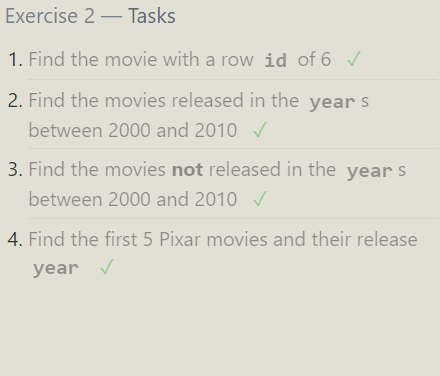 Exercise 2 — Tasks
1. Find the movie with a row id of 6 ✓
2. Find the movies released in the year s
between 2000 and 2010 ✓
3. Find the movies not released in the year s
between 2000 and 2010 ✓
4. Find the first 5 Pixar movies and their release
year ✓